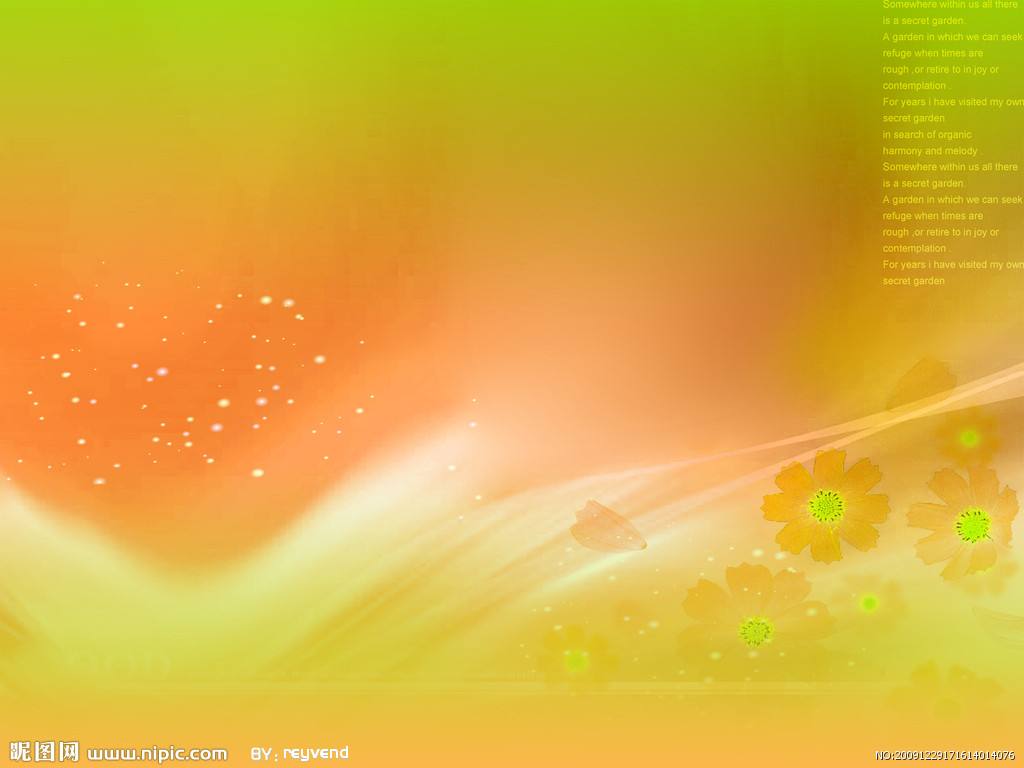 Somewhere within us all there
is a secret garden.
A garden in which we can seek
refuge when times are
rough ,or retire to in joy or
contemplation .
For years i have visited my own
secret garden
in search of organic
harmony and melody .
Somewhere within us all there
is a secret garden.
A garden in which we can seek
refuge when times are
rough ,or retire to in joy or
contemplation .
For years i have visited my own
secret garden
昵图网 www.nipic.com BY: reyvend
NO:20091229171614014076